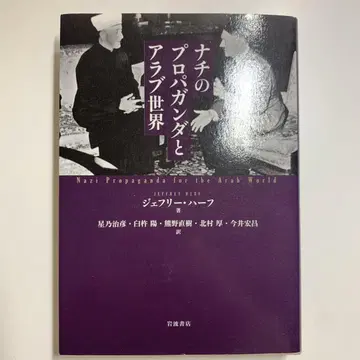 ナチの
プロパガンダと
アラブ世界
Nazi Propaganda for the Arab World
JEFFREY HERF
ジェフリー・ハーフ
著
星乃治彦・臼杵 陽・熊野直樹・北村 厚・今井宏昌
訳
岩波書店